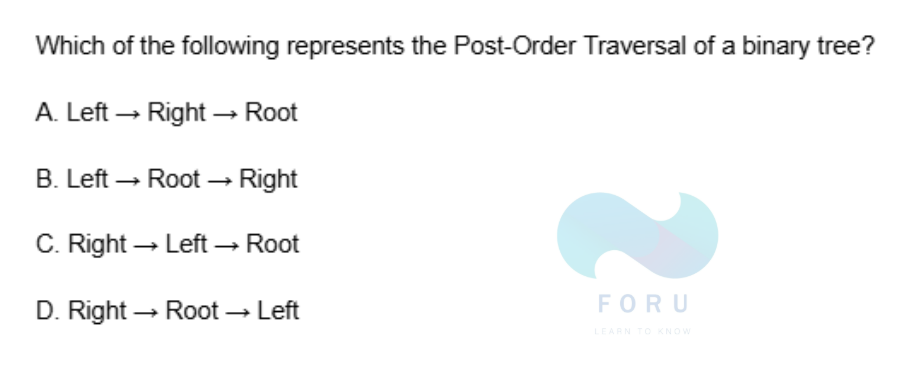 Which of the following represents the Post-Order Traversal of a binary tree?
A. Left → Right → Root
B. Left → Root → Right
C. Right → Left → Root
D. Right → Root → Left
FORU
LEARN TO KNOW